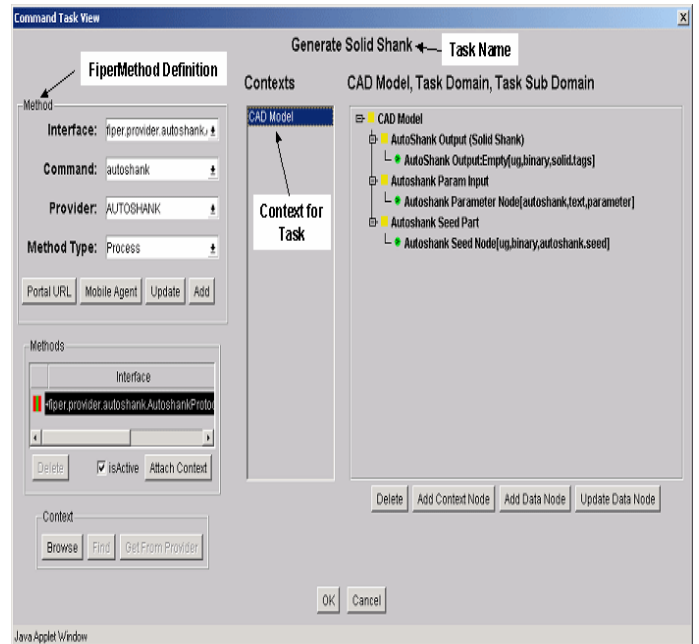 Command Task View
X
Generate Solid Shank
Task Name
FiperMethod Definition
Contexts
CAD Model, Task Domain, Task Sub Domain
Method
Interface: fiper.provider.autoshank.
Command: autoshank
Provider: AUTOSHANK
Method Type: Process
Portal URL Mobile Agent Update Add
CAD Model
Context for
Task
CAD Model
AutoShank Output (Solid Shank)
AutoShank Output:Empty[ug,binary,solid.tags]
Autoshank Param Input
Autoshank Parameter Node[autoshank,text,parameter]
Autoshank Seed Part
Autoshank Seed Node[ug,binary,autoshank.seed]
Methods
Interface
fiper.provider.autoshank.AutoshankProtoc
Delete isActive Attach Context
Delete Add Context Node Add Data Node Update Data Node
Context
Browse Find Get From Provider
OK Cancel
Java Applet Window